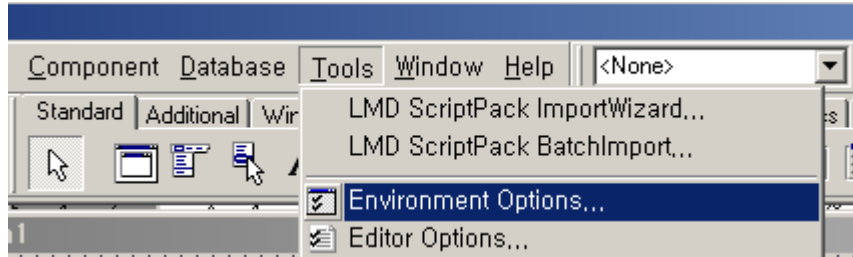 Component Database Tools Window Help <None>
Standard Additional
LMD ScriptPack ImportWizard...
LMD ScriptPack BatchImport...
Environment Options...
Editor Options...